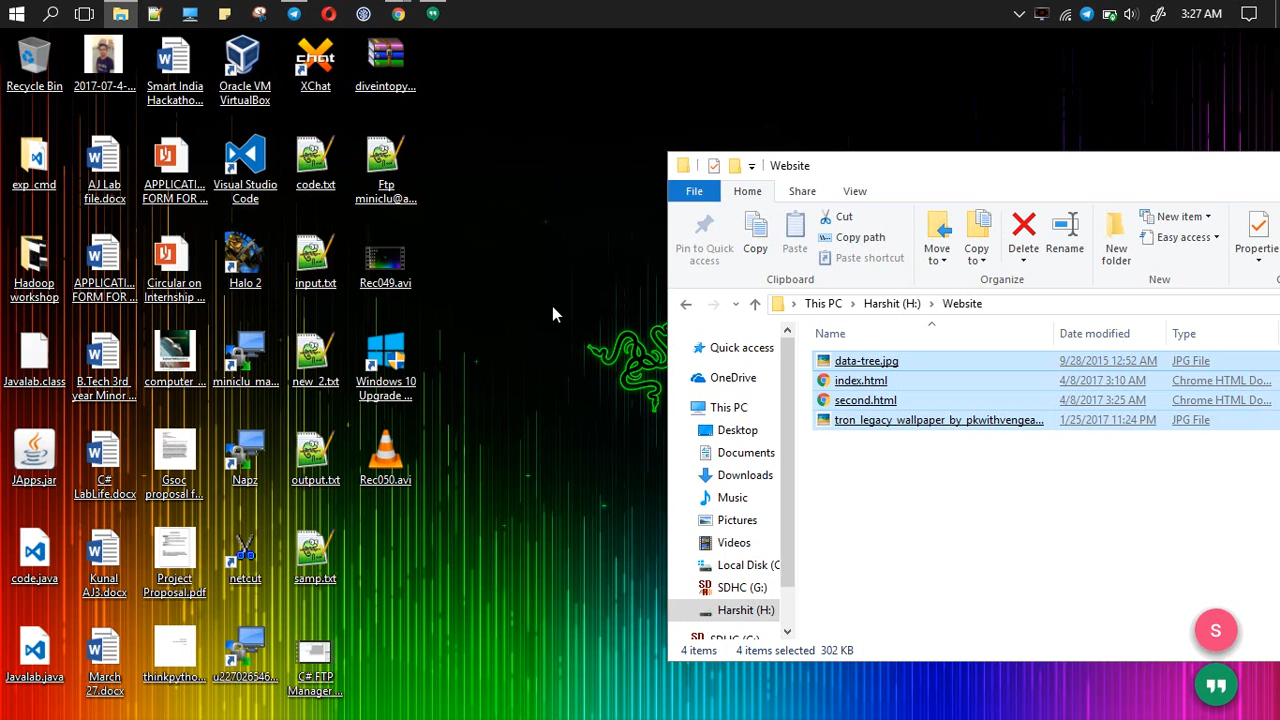 3:27 AM
Recycle Bin
2017-07-4-...
Smart India
Hackatho...
Oracle VM
VirtualBox
chat
XChat
diveintopy...
exp_cmd
AJ Lab
file.docx
APPLICATI...
FORM FOR ...
Visual Studio
Code
code.txt
Ftp
miniclu@a...
Hadoop
workshop
APPLICATI...
FORM FOR ...
Circular on
Internship ...
Halo 2
input.txt
Rec049.avi
Javalab.class
B.Tech 3rd
year Minor ...
computer_...
miniclu_ma...
new_2.txt
Windows 10
Upgrade ...
JApps.jar
C#
LabLife.docx
Gsoc
proposal f...
Napz
output.txt
Rec050.avi
code.java
Kunal
AJ3.docx
Project
Proposal.pdf
netcut
samp.txt
Javalab.java
March
27.docx
thinkpytho...
u227026546...
C# FTP
Manager ...
Website
File
Home
Share
View
Pin to Quick
access
Copy
Paste
Cut
Copy path
Paste shortcut
Clipboard
Move
to
Copy
to
Delete
Rename
Organize
New
folder
New item
Easy access
New
Properties
This PC
Harshit (H:)
Website
Quick access
OneDrive
This PC
Desktop
Documents
Downloads
Music
Pictures
Videos
Local Disk (C
SDHC (G:)
Harshit (H:)
SDHC (G:)
Name
Date modified
Type
data-tree.jpg
9/28/2015 12:52 AM
JPG File
index.html
4/8/2017 3:10 AM
Chrome HTML Do...
second.html
4/8/2017 3:25 AM
Chrome HTML Do...
tron_legacy_wallpaper_by_pkwithvengea...
1/25/2017 11:24 PM
JPG File
4 items
4 items selected
302 KB
S